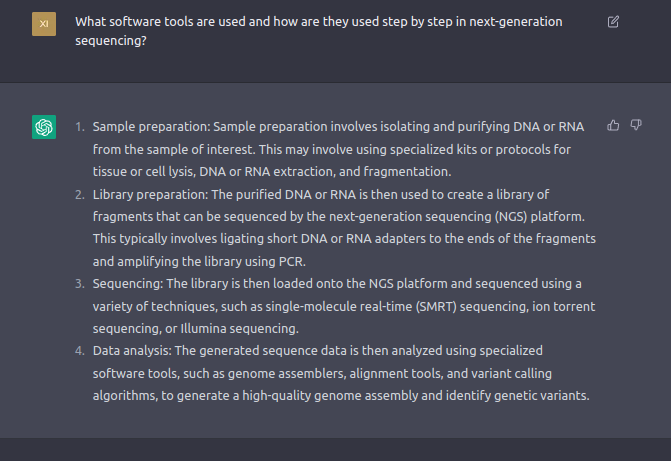 XI
What software tools are used and how are they used step by step in next-generation
sequencing?
1. Sample preparation: Sample preparation involves isolating and purifying DNA or RNA
from the sample of interest. This may involve using specialized kits or protocols for
tissue or cell lysis, DNA or RNA extraction, and fragmentation.
2. Library preparation: The purified DNA or RNA is then used to create a library of
fragments that can be sequenced by the next-generation sequencing (NGS) platform.
This typically involves ligating short DNA or RNA adapters to the ends of the fragments
and amplifying the library using PCR.
3. Sequencing: The library is then loaded onto the NGS platform and sequenced using a
variety of techniques, such as single-molecule real-time (SMRT) sequencing, ion torrent
sequencing, or Illumina sequencing.
4. Data analysis: The generated sequence data is then analyzed using specialized
software tools, such as genome assemblers, alignment tools, and variant calling
algorithms, to generate a high-quality genome assembly and identify genetic variants.